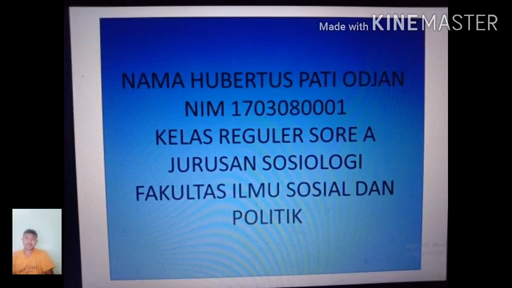 Made with KINEMASTER
NAMA HUBERTUS PATI ODJAN
NIM 1703080001
KELAS REGULER SORE A
JURUSAN SOSIOLOGI
FAKULTAS ILMU SOSIAL DAN
POLITIK